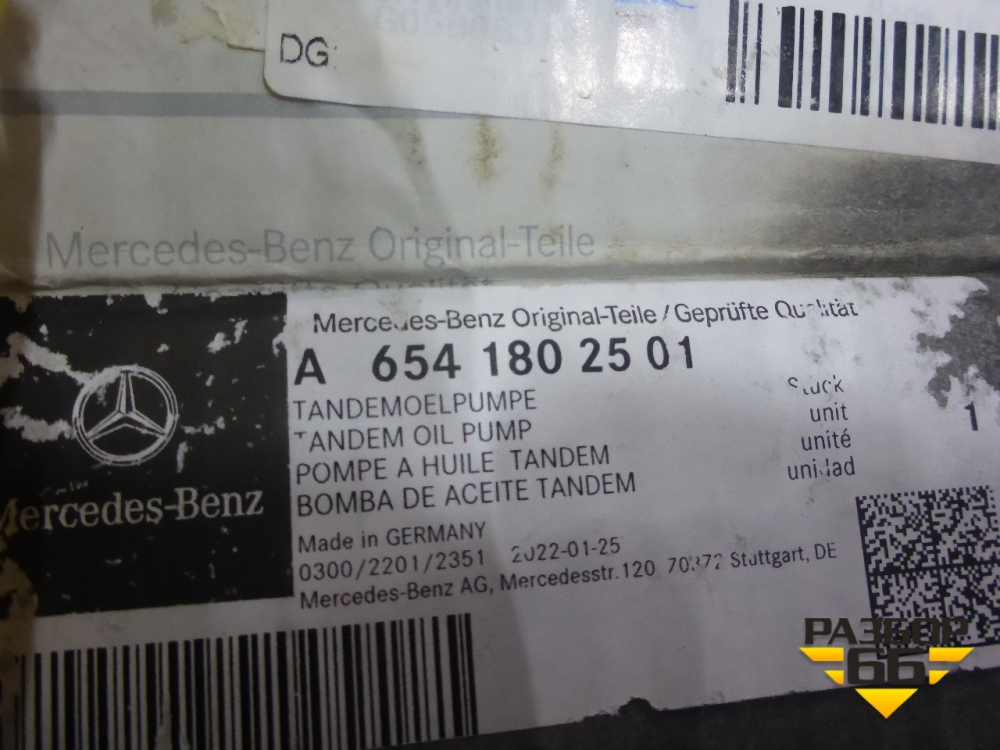 DG
Mercedes-Benz Original-Teile
Mercedes-Benz Original-Teile / Geprüfte Qualität
A 654 180 25 01
TANDEMOELPUMPE
TANDEM OIL PUMP
POMPE A HUILE TANDEM
BOMBA DE ACEITE TANDEM
Stück
unit
unité
unidad
1
Mercedes-Benz
Made in GERMANY
0300/2201/2351 2022-01-25
Mercedes-Benz AG, Mercedesstr. 120 70372 Stuttgart, DE
РАЗБОР
66